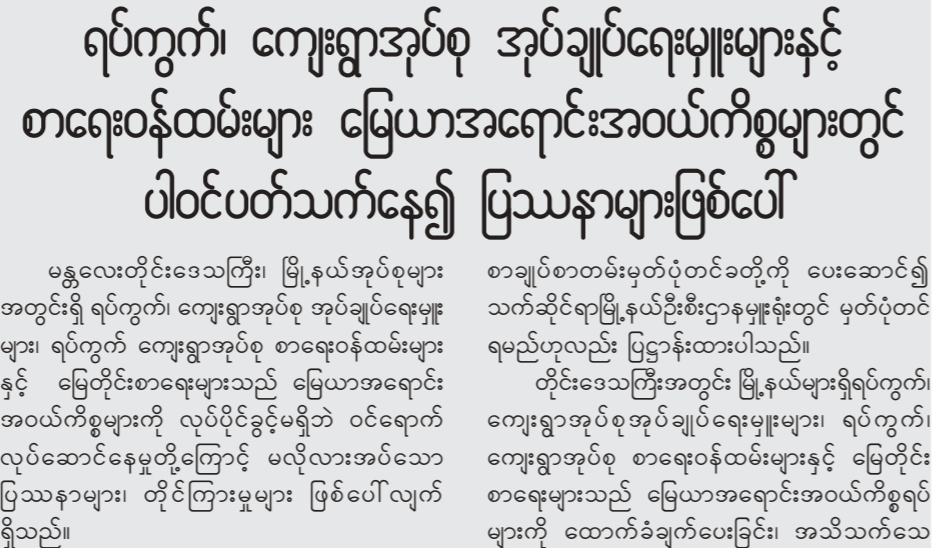 ရပ်ကွက်၊ ကျေးရွာအုပ်စု အုပ်ချုပ်ရေးမှူးများနှင့်
စာရေးဝန်ထမ်းများ မြေယာအရောင်းအဝယ်ကိစ္စများတွင်
ပါဝင်ပတ်သက်နေ၍ ပြဿနာများဖြစ်ပေါ်
မန္တလေးတိုင်းဒေသကြီး၊ မြို့နယ်အုပ်စုများ
အတွင်းရှိ ရပ်ကွက်၊ ကျေးရွာအုပ်စု အုပ်ချုပ်ရေးမှူး
များ၊ ရပ်ကွက် ကျေးရွာအုပ်စု စာရေးဝန်ထမ်းများ
နှင့် မြေတိုင်းစာရေးများသည် မြေယာအရောင်း
အဝယ်ကိစ္စများကို လုပ်ပိုင်ခွင့်မရှိဘဲ ဝင်ရောက်
လုပ်ဆောင်နေမှုတို့ကြောင့် မလိုလားအပ်သော
ပြဿနာများ၊ တိုင်ကြားမှုများ ဖြစ်ပေါ်လျက်
ရှိသည်။
စာချုပ်စာတမ်းမှတ်ပုံတင်ခတို့ကို ပေးဆောင်၍
သက်ဆိုင်ရာမြို့နယ်ဦးစီးဌာနမှူးရုံးတွင် မှတ်ပုံတင်
ရမည်ဟုလည်း ပြဋ္ဌာန်းထားပါသည်။
တိုင်းဒေသကြီးအတွင်း မြို့နယ်များရှိရပ်ကွက်၊
ကျေးရွာအုပ်စုအုပ်ချုပ်ရေးမှူးများ၊ ရပ်ကွက်၊
ကျေးရွာအုပ်စု စာရေးဝန်ထမ်းများနှင့် မြေတိုင်း
စာရေးများသည် မြေယာအရောင်းအဝယ်ကိစ္စရပ်
များကို ထောက်ခံချက်ပေးခြင်း၊ အသိသက်သေ